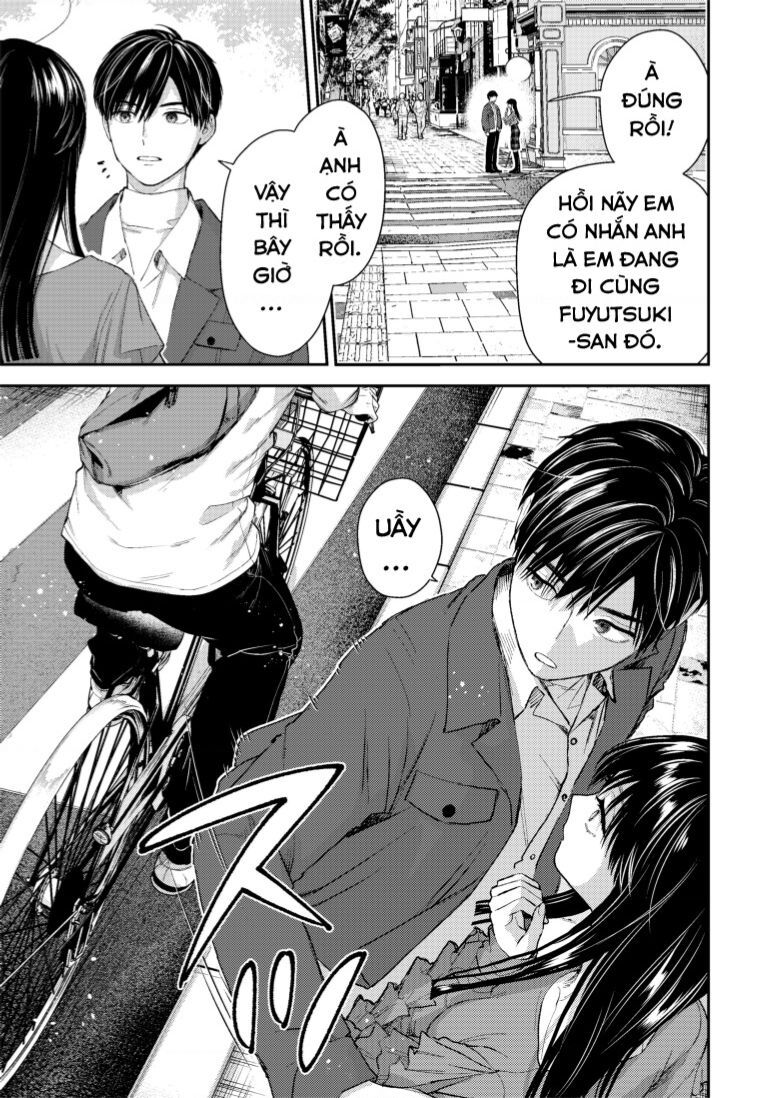 À
ĐÚNG
RỒI!
HỒI NÃY EM
CÓ NHẮN ANH
LÀ EM ĐANG
ĐI CÙNG
FUYUTSUKI
-SAN ĐÓ.
À
ANH
CÓ
THẤY
RỒI.
VẬY
THÌ
BÂY
GIỜ
...
UẦY
...
ズッ